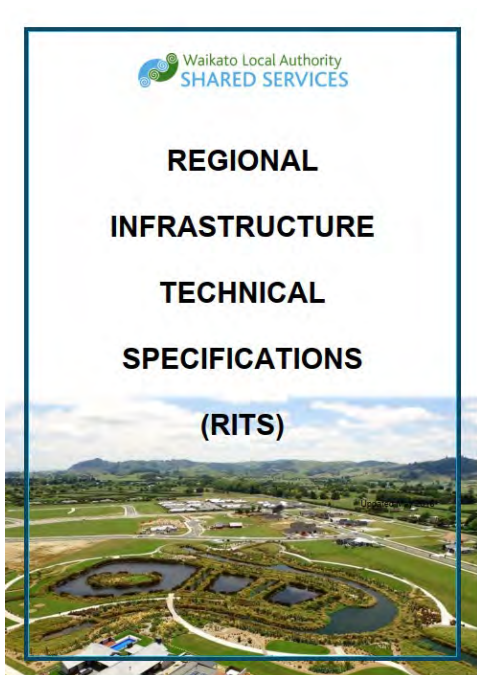 Waikato Local Authority
SHARED SERVICES
REGIONAL
INFRASTRUCTURE
TECHNICAL
SPECIFICATIONS
(RITS)